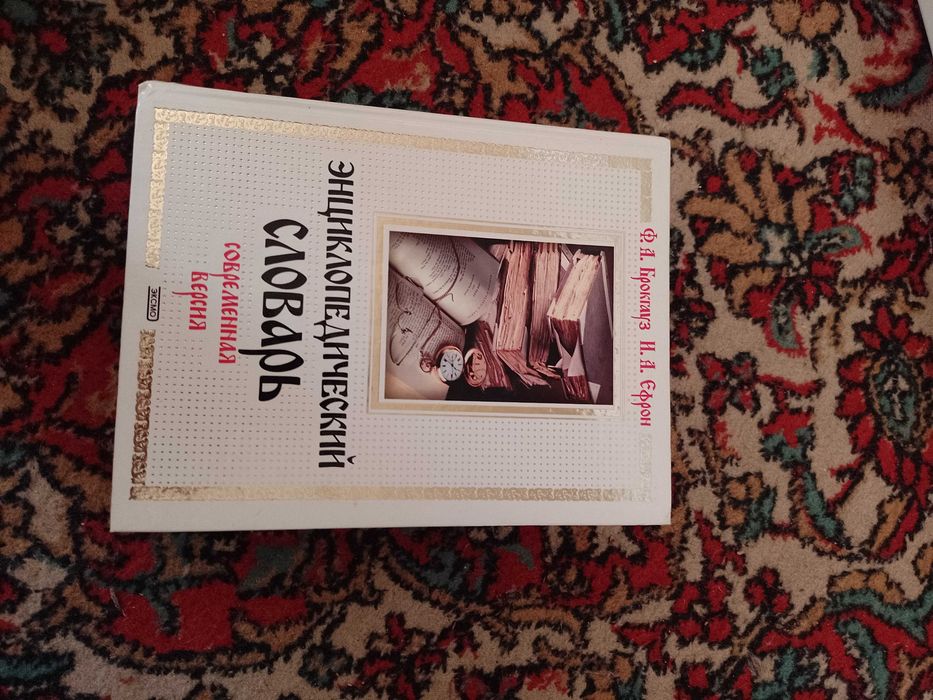 Ф. А. Брокгауз И. А. Ефрон
ЭНЦИКЛОПЕДИЧЕСКИЙ
СЛОВАРЬ
современная
версия
ЭКСМО